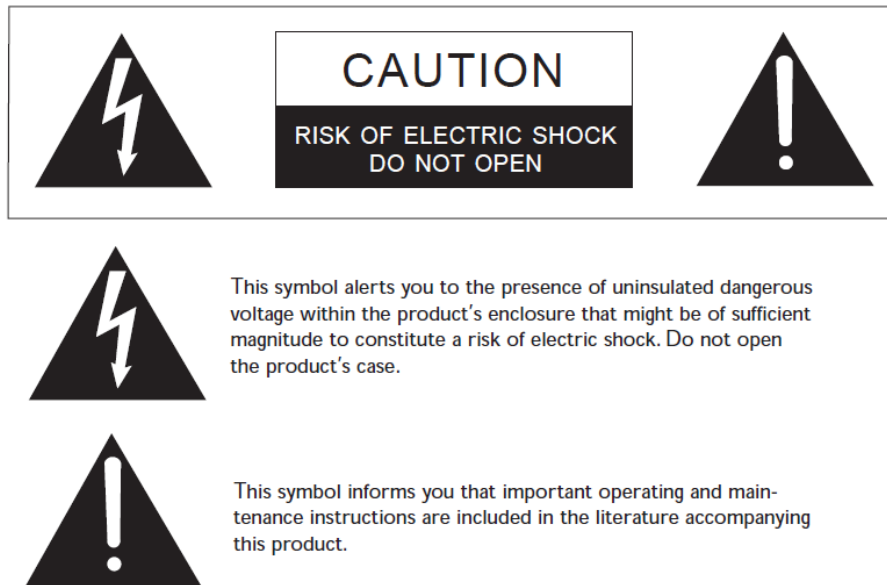 CAUTION
RISK OF ELECTRIC SHOCK
DO NOT OPEN
This symbol alerts you to the presence of uninsulated dangerous
voltage within the product's enclosure that might be of sufficient
magnitude to constitute a risk of electric shock. Do not open
the product's case.
This symbol informs you that important operating and main-
tenance instructions are included in the literature accompanying
this product.